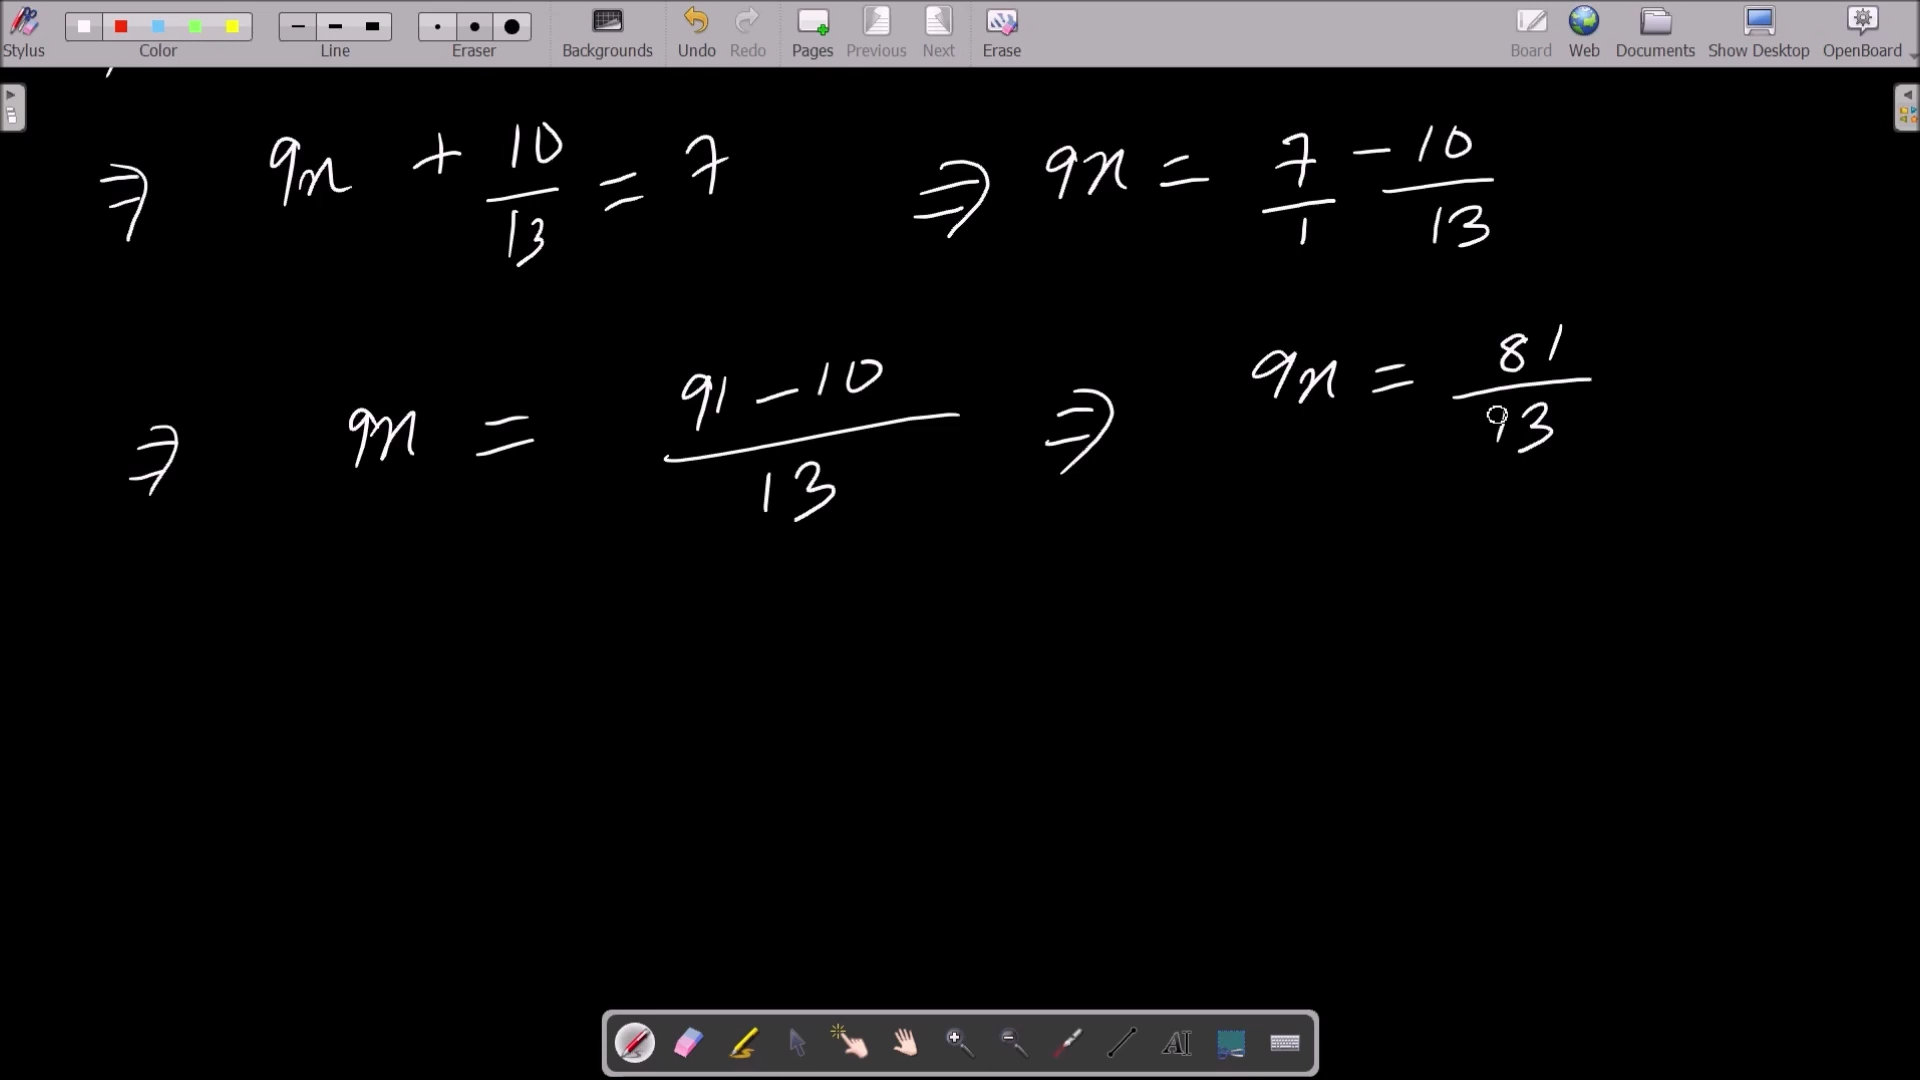 Stylus Color Line Eraser Backgrounds Undo Redo Pages Previous Next Erase Board Web Documents Show Desktop OpenBoard
⇒ 9x + 10/13 = 7 ⇒ 9x = 7/1 - 10/13
⇒ 9x = (91 - 10)/13 ⇒ 9x = 81/13